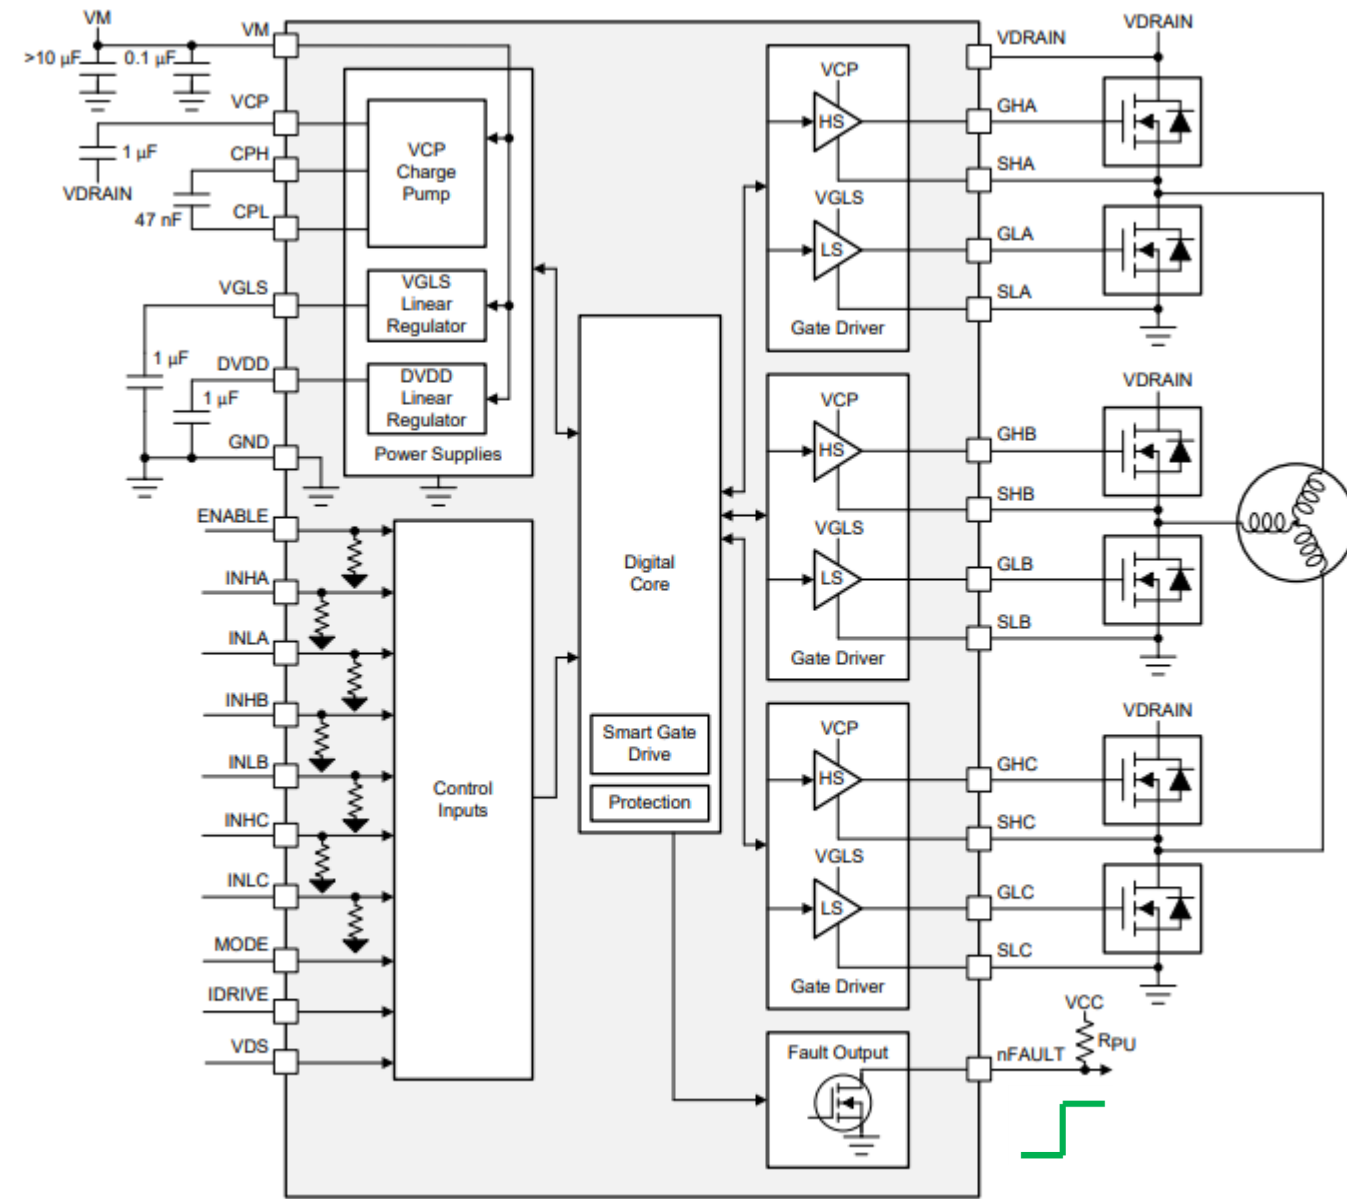 VM
>10 µF
0.1 µF
VM
VCP
1 µF
VDRAIN
CPH
47 nF
CPL
VGLS
1 µF
DVDD
1 µF
GND
ENABLE
INHA
INLA
INHB
INLB
INHC
INLC
MODE
IDRIVE
VDS
VCP
Charge
Pump
VGLS
Linear
Regulator
DVDD
Linear
Regulator
Power Supplies
Control
Inputs
Digital
Core
Smart Gate
Drive
Protection
VCP
HS
VGLS
LS
Gate Driver
VCP
HS
VGLS
LS
Gate Driver
VCP
HS
VGLS
LS
Gate Driver
Fault Output
VDRAIN
VDRAIN
GHA
SHA
GLA
SLA
VDRAIN
GHB
SHB
GLB
SLB
VDRAIN
GHC
SHC
GLC
SLC
VCC
RPU
nFAULT